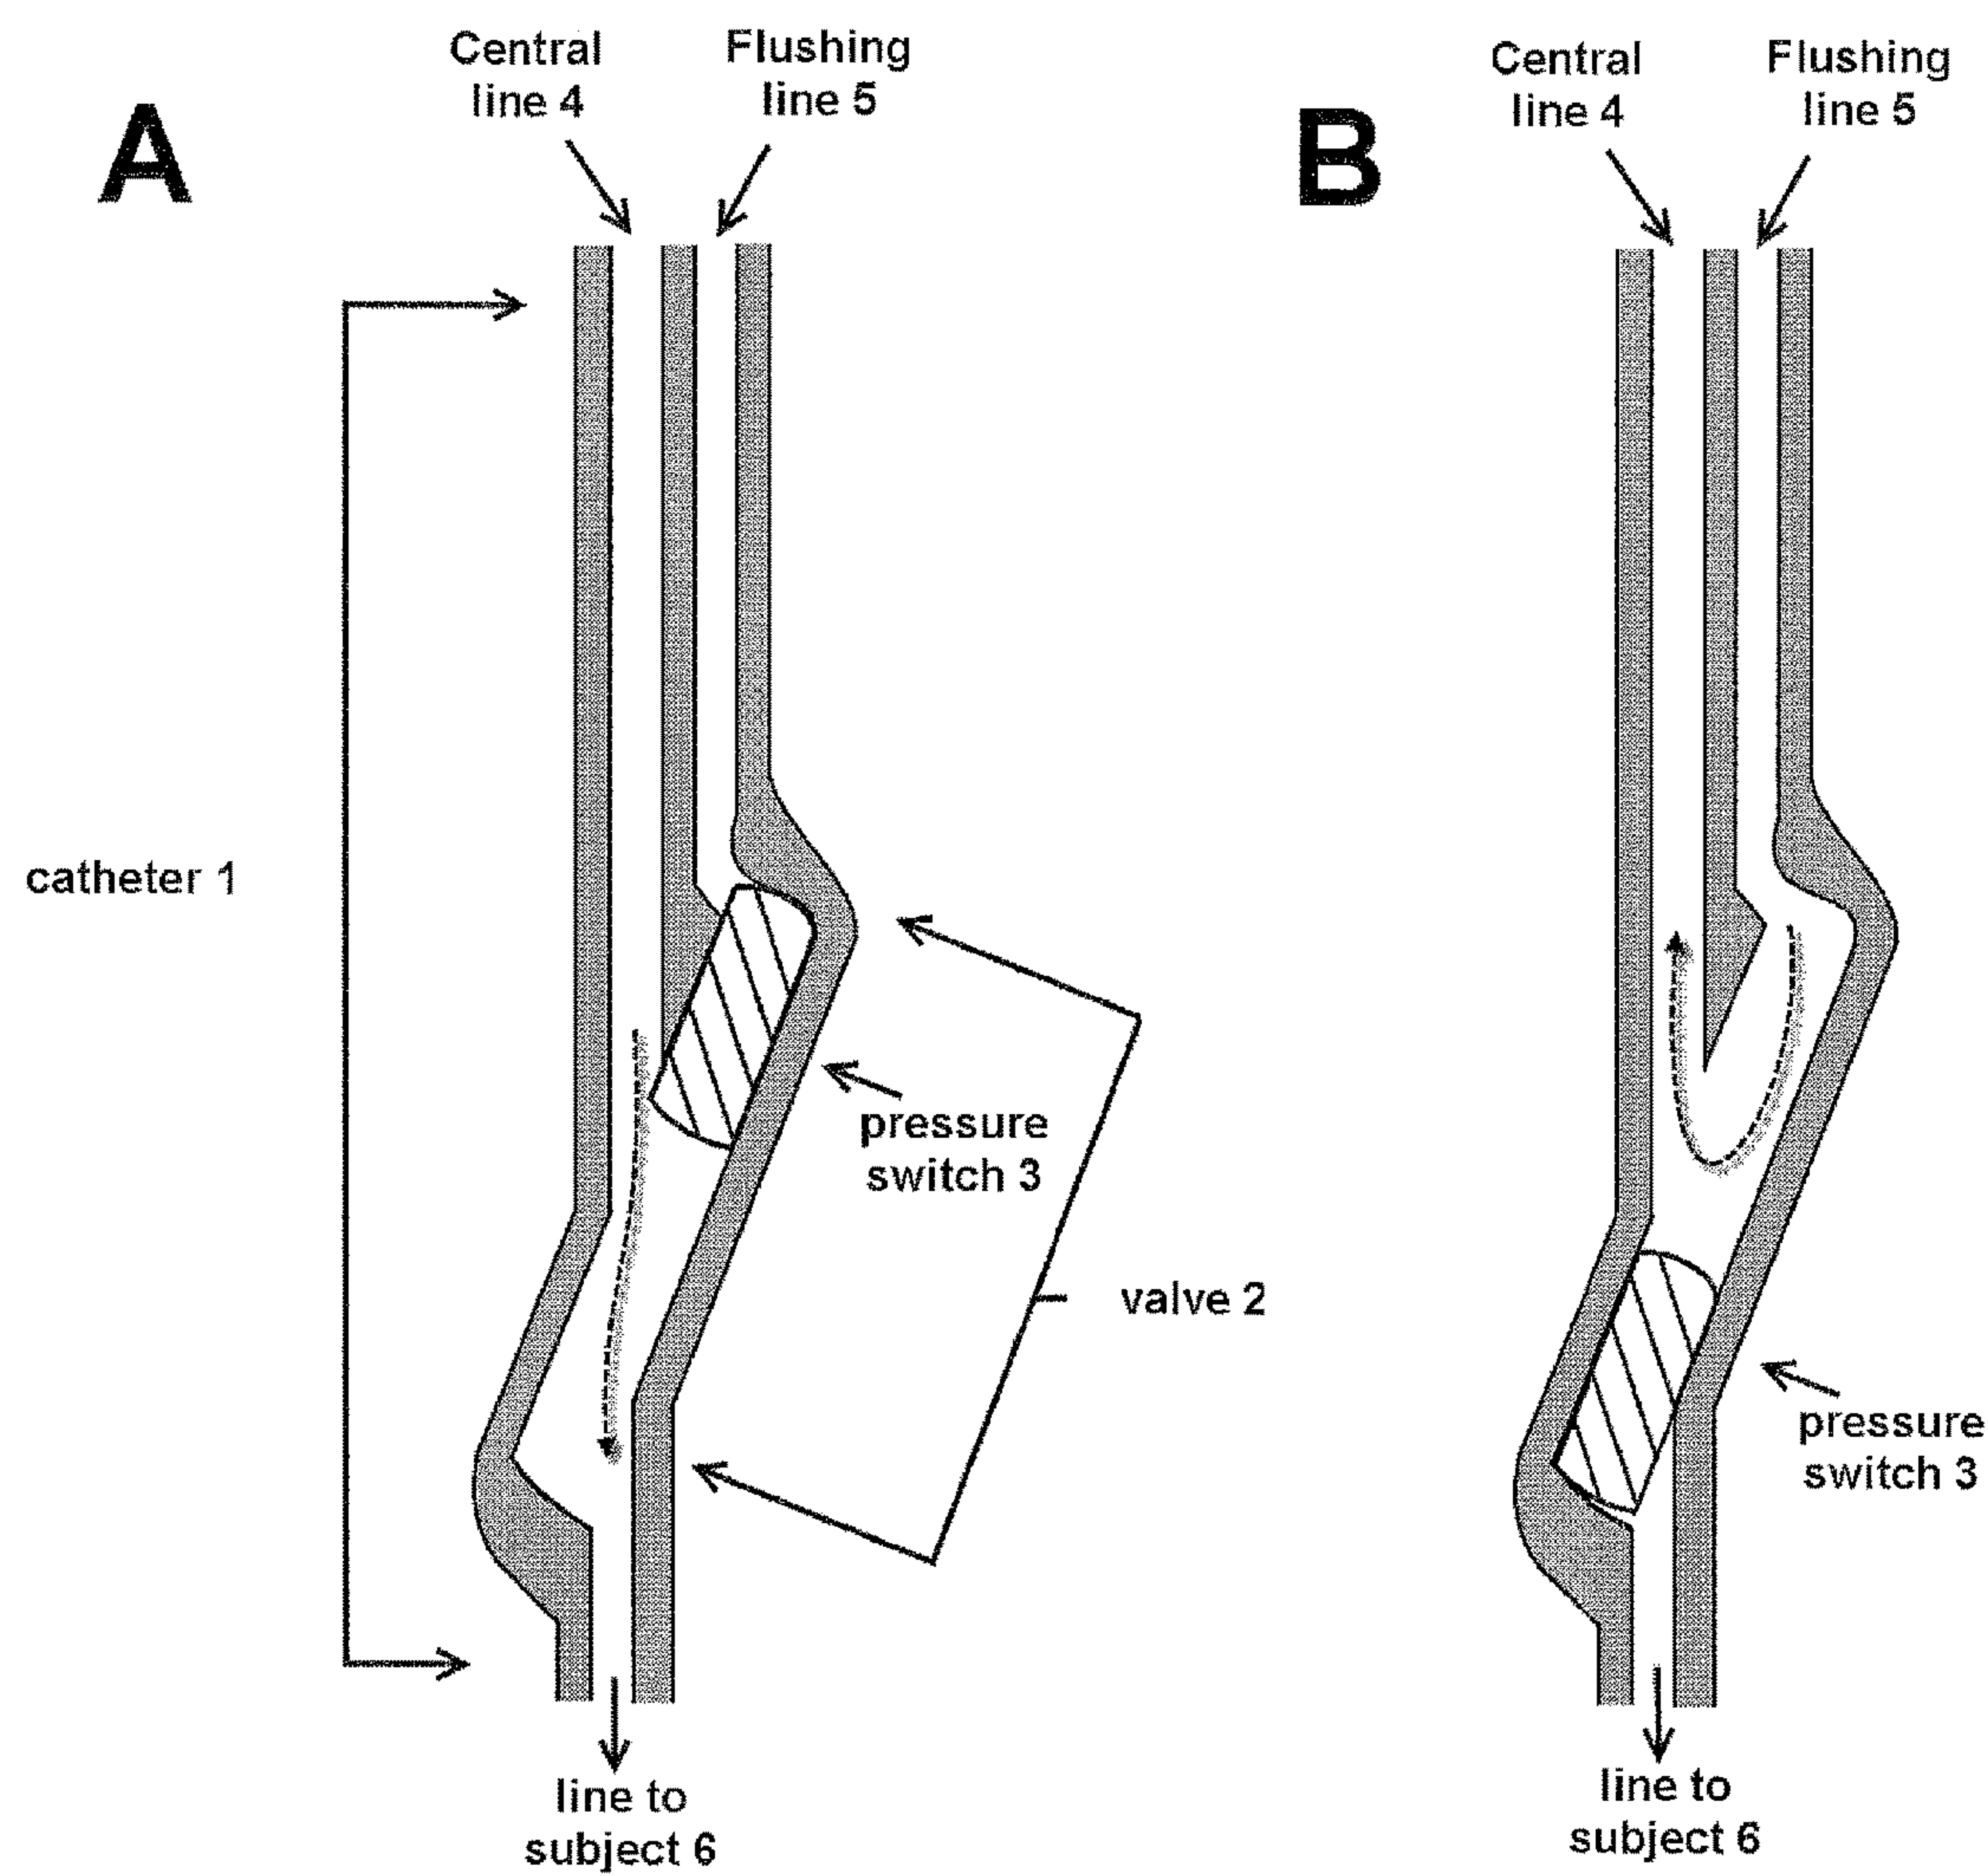 A
Central
line 4
Flushing
line 5
catheter 1
pressure
switch 3
valve 2
line to
subject 6
B
Central
line 4
Flushing
line 5
pressure
switch 3
line to
subject 6